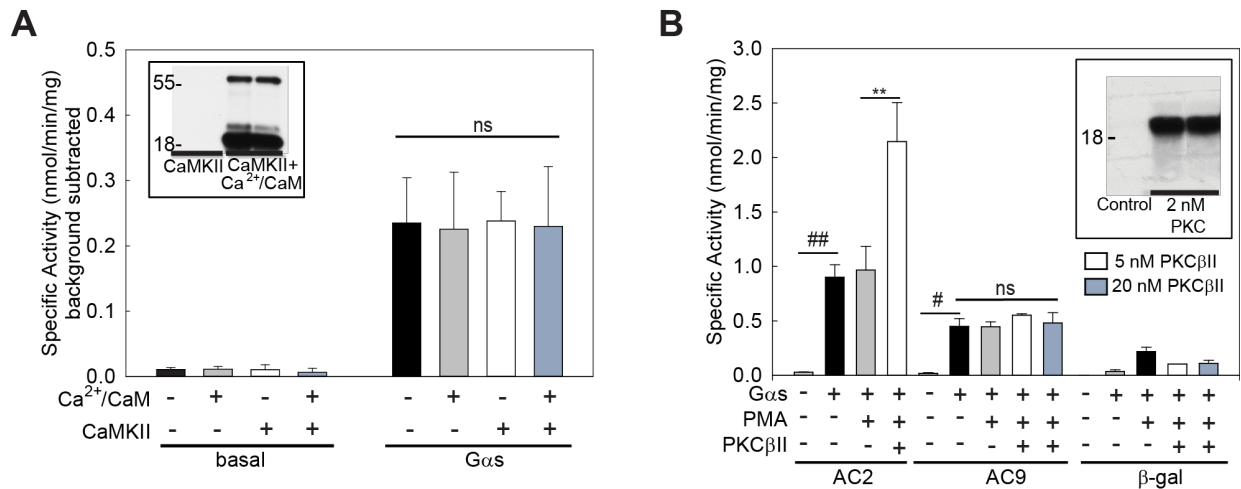 A
Specific Activity (nmol/min/mg)
background subtracted
0.5
0.4
0.3
0.2
0.1
0.0
55-
18-
CaMKII CaMKII+
Ca2+/CaM
ns
Ca2+/CaM - + - + - + - +
CaMKII - - + + - - + +
basal Gαs
B
Specific Activity (nmol/min/mg)
3.0
2.5
2.0
1.5
1.0
0.5
0.0
##
**
#
ns
18 -
Control 2 nM
PKC
5 nM PKCβII
20 nM PKCβII
Gαs - + + + - + + + + - + + + +
PMA - - + + - - + + + - - + + +
PKCβII - - - + - - - + + - - - + +
AC2 AC9 β-gal